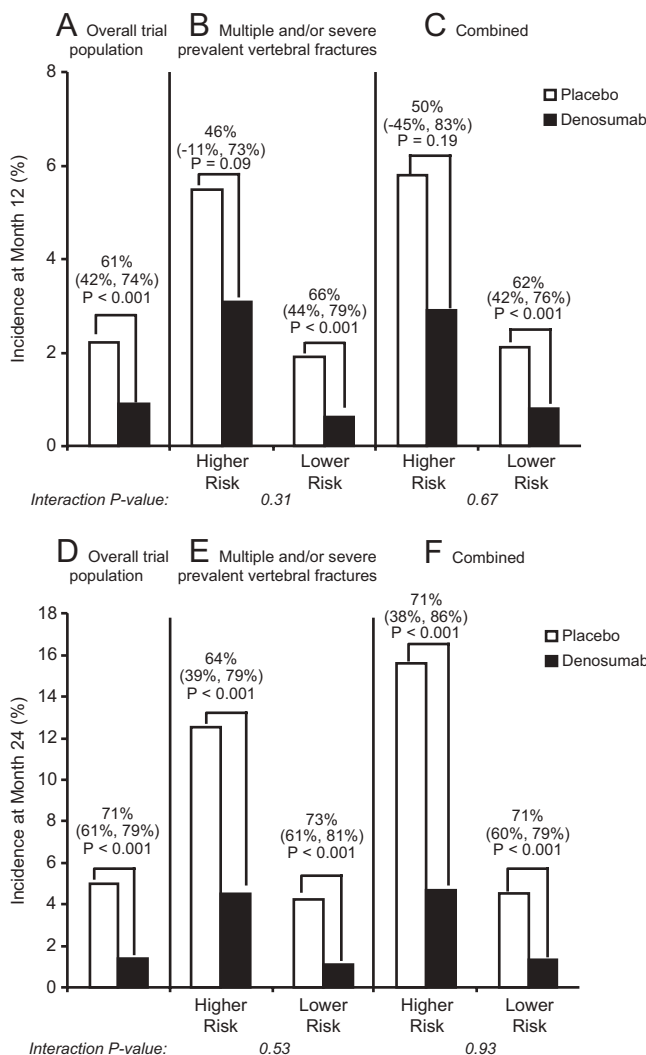 A Overall trial population
B Multiple and/or severe prevalent vertebral fractures
C Combined
Placebo
Denosumab
Incidence at Month 12 (%)
8
6
4
2
0
61%
(42%, 74%)
P < 0.001
46%
(-11%, 73%)
P = 0.09
66%
(44%, 79%)
P < 0.001
50%
(-45%, 83%)
P = 0.19
62%
(42%, 76%)
P < 0.001
Higher Risk
Lower Risk
Higher Risk
Lower Risk
Interaction P-value: 0.31 0.67
D Overall trial population
E Multiple and/or severe prevalent vertebral fractures
F Combined
Placebo
Denosumab
Incidence at Month 24 (%)
18
16
14
12
10
8
6
4
2
0
71%
(61%, 79%)
P < 0.001
64%
(39%, 79%)
P < 0.001
73%
(61%, 81%)
P < 0.001
71%
(38%, 86%)
P < 0.001
71%
(60%, 79%)
P < 0.001
Higher Risk
Lower Risk
Higher Risk
Lower Risk
Interaction P-value: 0.53 0.93